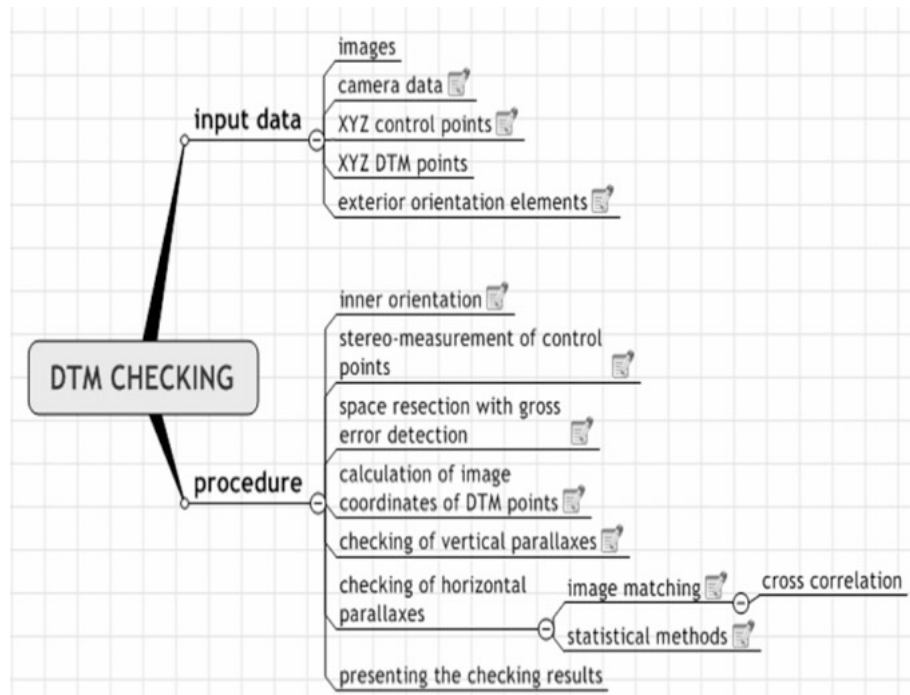 images
camera data
input data
XYZ control points
XYZ DTM points
exterior orientation elements
inner orientation
stereo-measurement of control
points
DTM CHECKING
space resection with gross
error detection
procedure
calculation of image
coordinates of DTM points
checking of vertical parallaxes
checking of horizontal
parallaxes
image matching
cross correlation
statistical methods
presenting the checking results